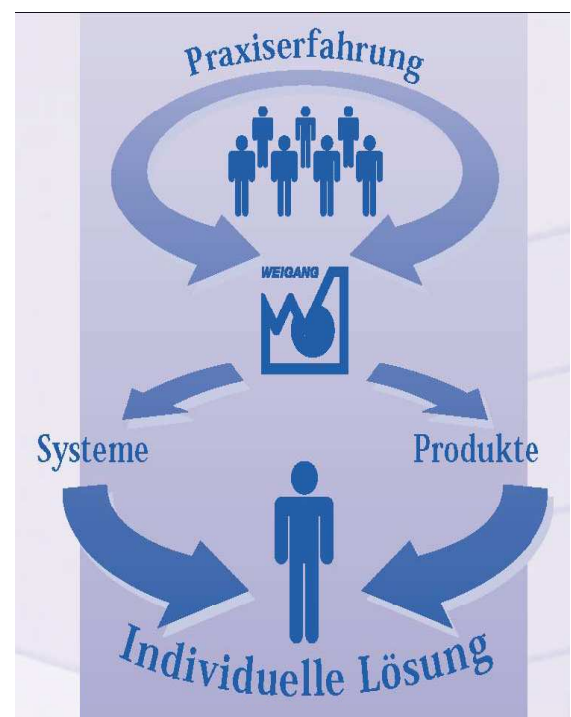 Praxiserfahrung
WEIGANG
Systeme
Produkte
Individuelle Lösung